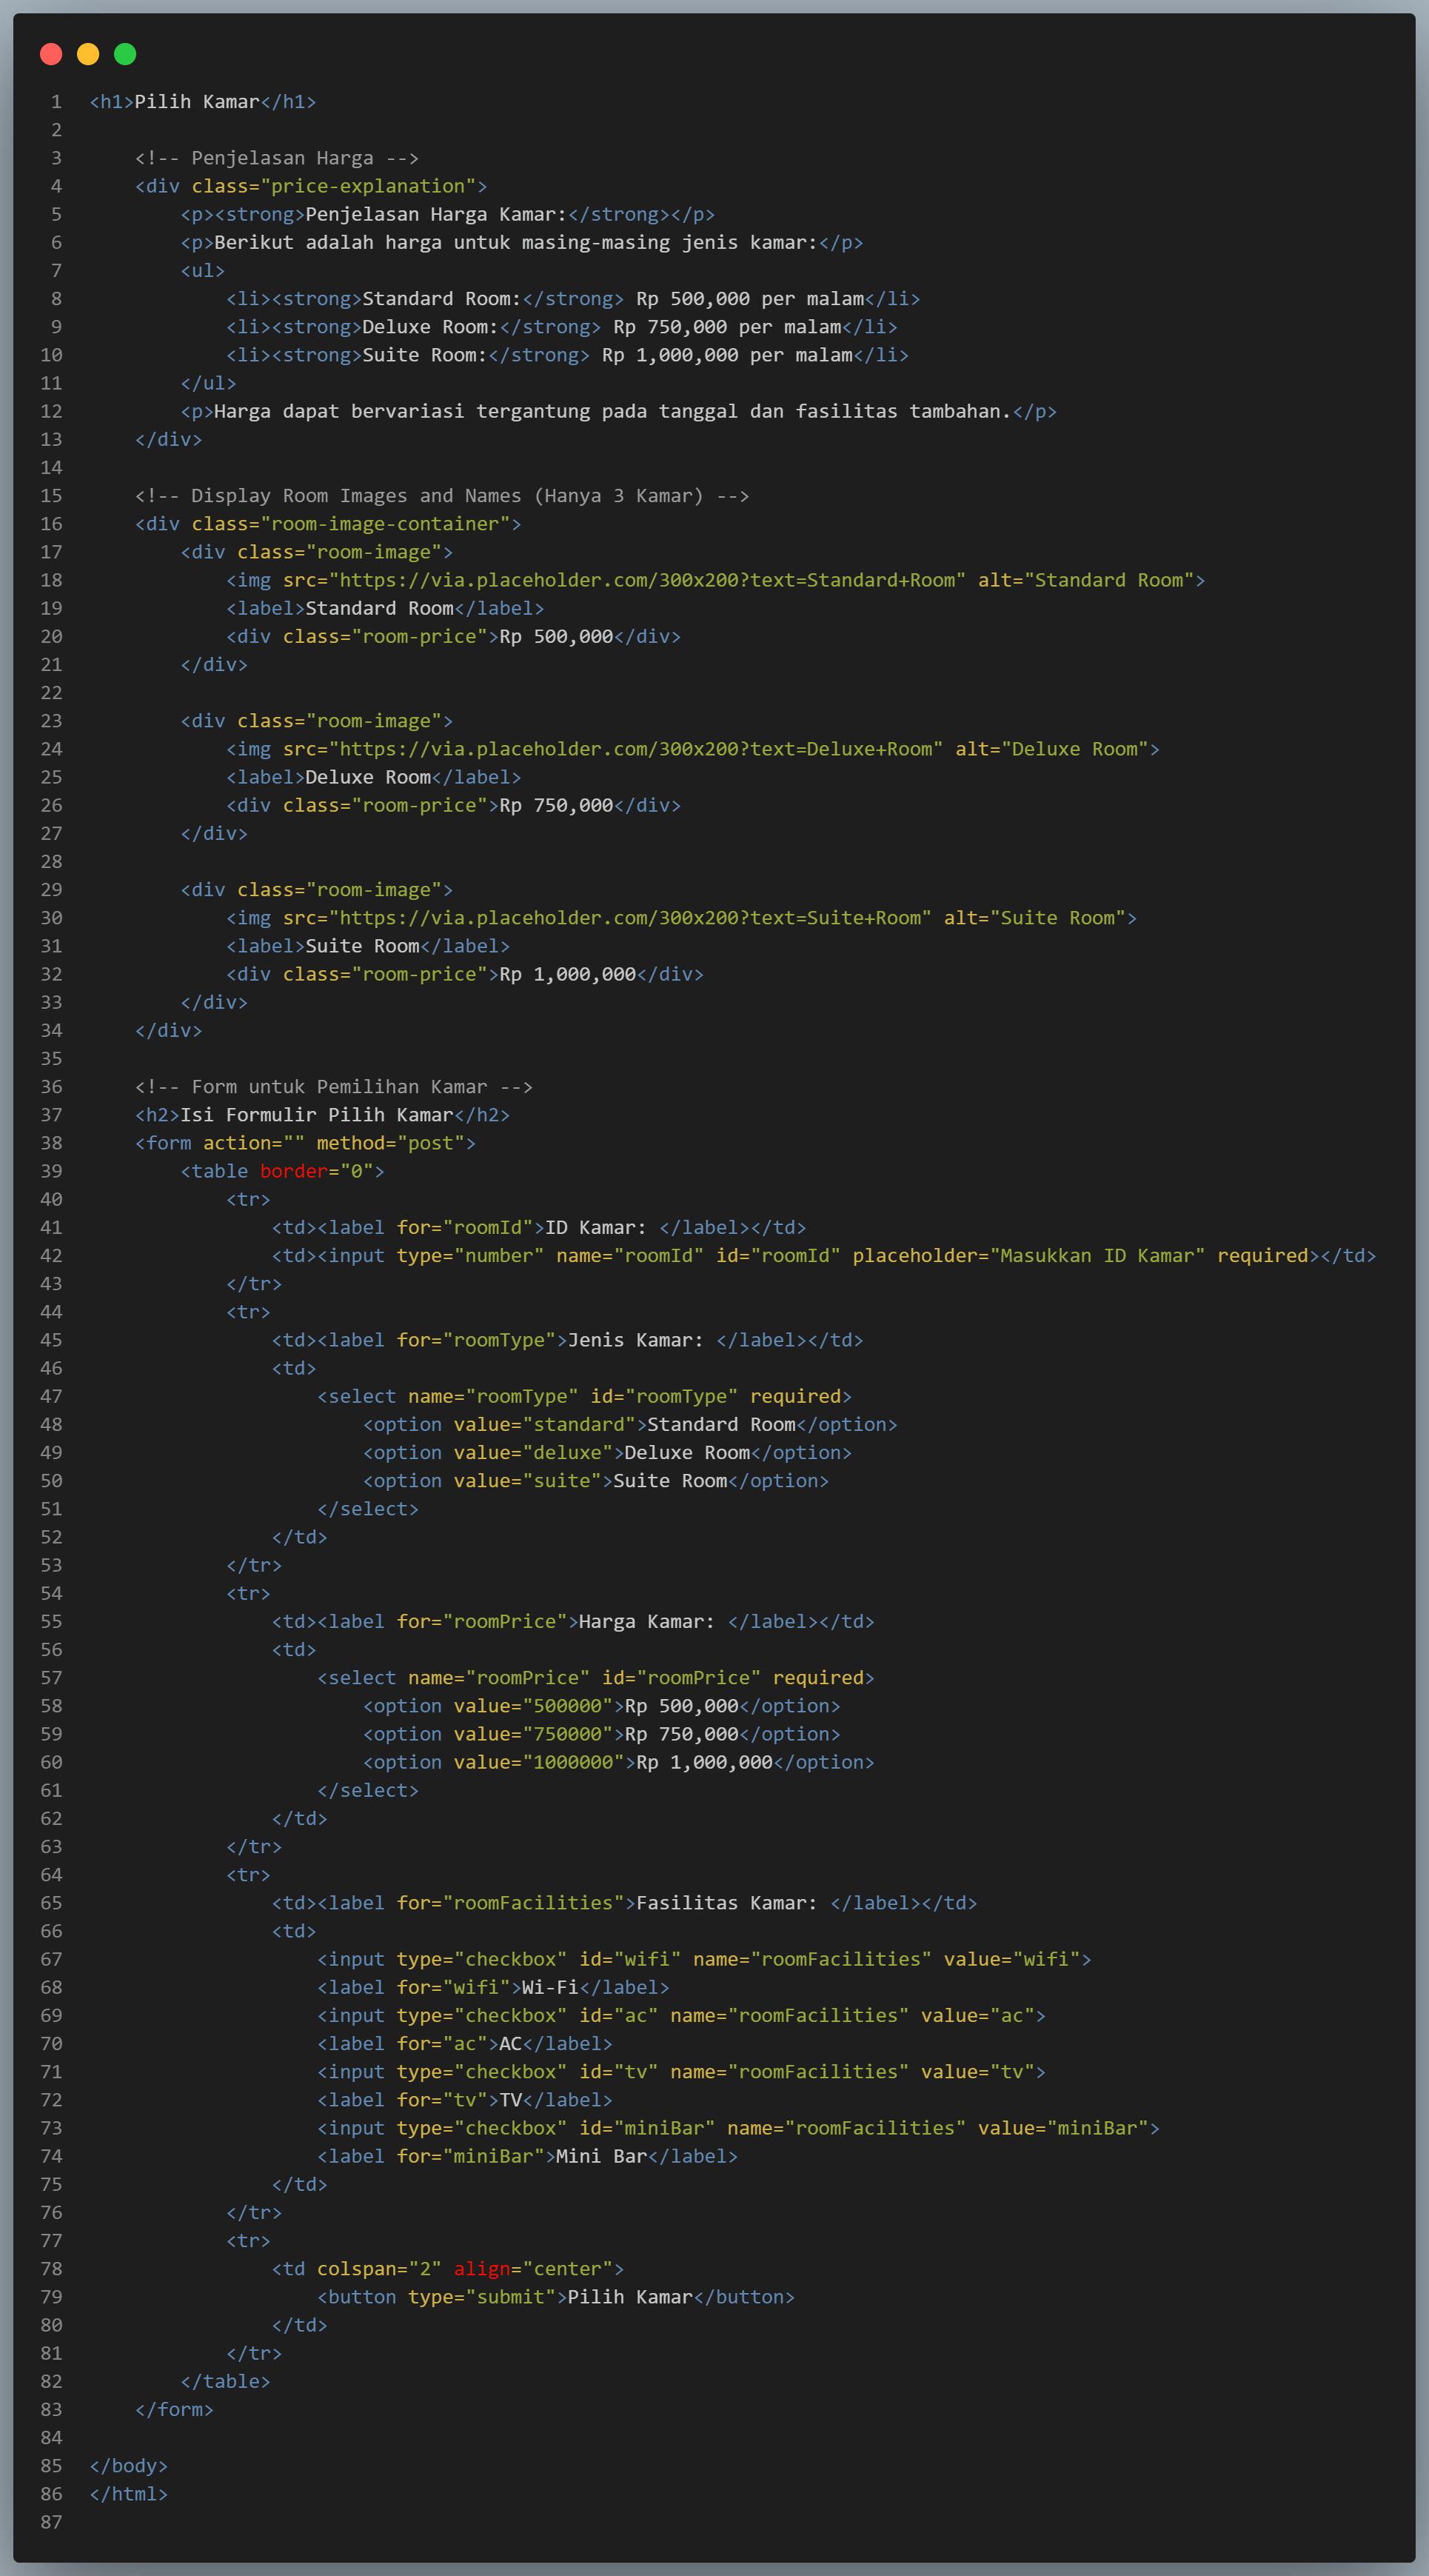 1 <h1>Pilih Kamar</h1>
2
3 <!-- Penjelasan Harga -->
4 <div class="price-explanation">
5 <p><strong>Penjelasan Harga Kamar:</strong></p>
6 <p>Berikut adalah harga untuk masing-masing jenis kamar:</p>
7 <ul>
8 <li><strong>Standard Room:</strong> Rp 500,000 per malam</li>
9 <li><strong>Deluxe Room:</strong> Rp 750,000 per malam</li>
10 <li><strong>Suite Room:</strong> Rp 1,000,000 per malam</li>
11 </ul>
12 <p>Harga dapat bervariasi tergantung pada tanggal dan fasilitas tambahan.</p>
13 </div>
14
15 <!-- Display Room Images and Names (Hanya 3 Kamar) -->
16 <div class="room-image-container">
17 <div class="room-image">
18 <img src="https://via.placeholder.com/300x200?text=Standard+Room" alt="Standard Room">
19 <label>Standard Room</label>
20 <div class="room-price">Rp 500,000</div>
21 </div>
22
23 <div class="room-image">
24 <img src="https://via.placeholder.com/300x200?text=Deluxe+Room" alt="Deluxe Room">
25 <label>Deluxe Room</label>
26 <div class="room-price">Rp 750,000</div>
27 </div>
28
29 <div class="room-image">
30 <img src="https://via.placeholder.com/300x200?text=Suite+Room" alt="Suite Room">
31 <label>Suite Room</label>
32 <div class="room-price">Rp 1,000,000</div>
33 </div>
34 </div>
35
36 <!-- Form untuk Pemilihan Kamar -->
37 <h2>Isi Formulir Pilih Kamar</h2>
38 <form action="" method="post">
39 <table border="0">
40 <tr>
41 <td><label for="roomId">ID Kamar: </label></td>
42 <td><input type="number" name="roomId" id="roomId" placeholder="Masukkan ID Kamar" required></td>
43 </tr>
44 <tr>
45 <td><label for="roomType">Jenis Kamar: </label></td>
46 <td>
47 <select name="roomType" id="roomType" required>
48 <option value="standard">Standard Room</option>
49 <option value="deluxe">Deluxe Room</option>
50 <option value="suite">Suite Room</option>
51 </select>
52 </td>
53 </tr>
54 <tr>
55 <td><label for="roomPrice">Harga Kamar: </label></td>
56 <td>
57 <select name="roomPrice" id="roomPrice" required>
58 <option value="500000">Rp 500,000</option>
59 <option value="750000">Rp 750,000</option>
60 <option value="1000000">Rp 1,000,000</option>
61 </select>
62 </td>
63 </tr>
64 <tr>
65 <td><label for="roomFacilities">Fasilitas Kamar: </label></td>
66 <td>
67 <input type="checkbox" id="wifi" name="roomFacilities" value="wifi">
68 <label for="wifi">Wi-Fi</label>
69 <input type="checkbox" id="ac" name="roomFacilities" value="ac">
70 <label for="ac">AC</label>
71 <input type="checkbox" id="tv" name="roomFacilities" value="tv">
72 <label for="tv">TV</label>
73 <input type="checkbox" id="miniBar" name="roomFacilities" value="miniBar">
74 <label for="miniBar">Mini Bar</label>
75 </td>
76 </tr>
77 <tr>
78 <td colspan="2" align="center">
79 <button type="submit">Pilih Kamar</button>
80 </td>
81 </tr>
82 </table>
83 </form>
84
85 </body>
86 </html>
87